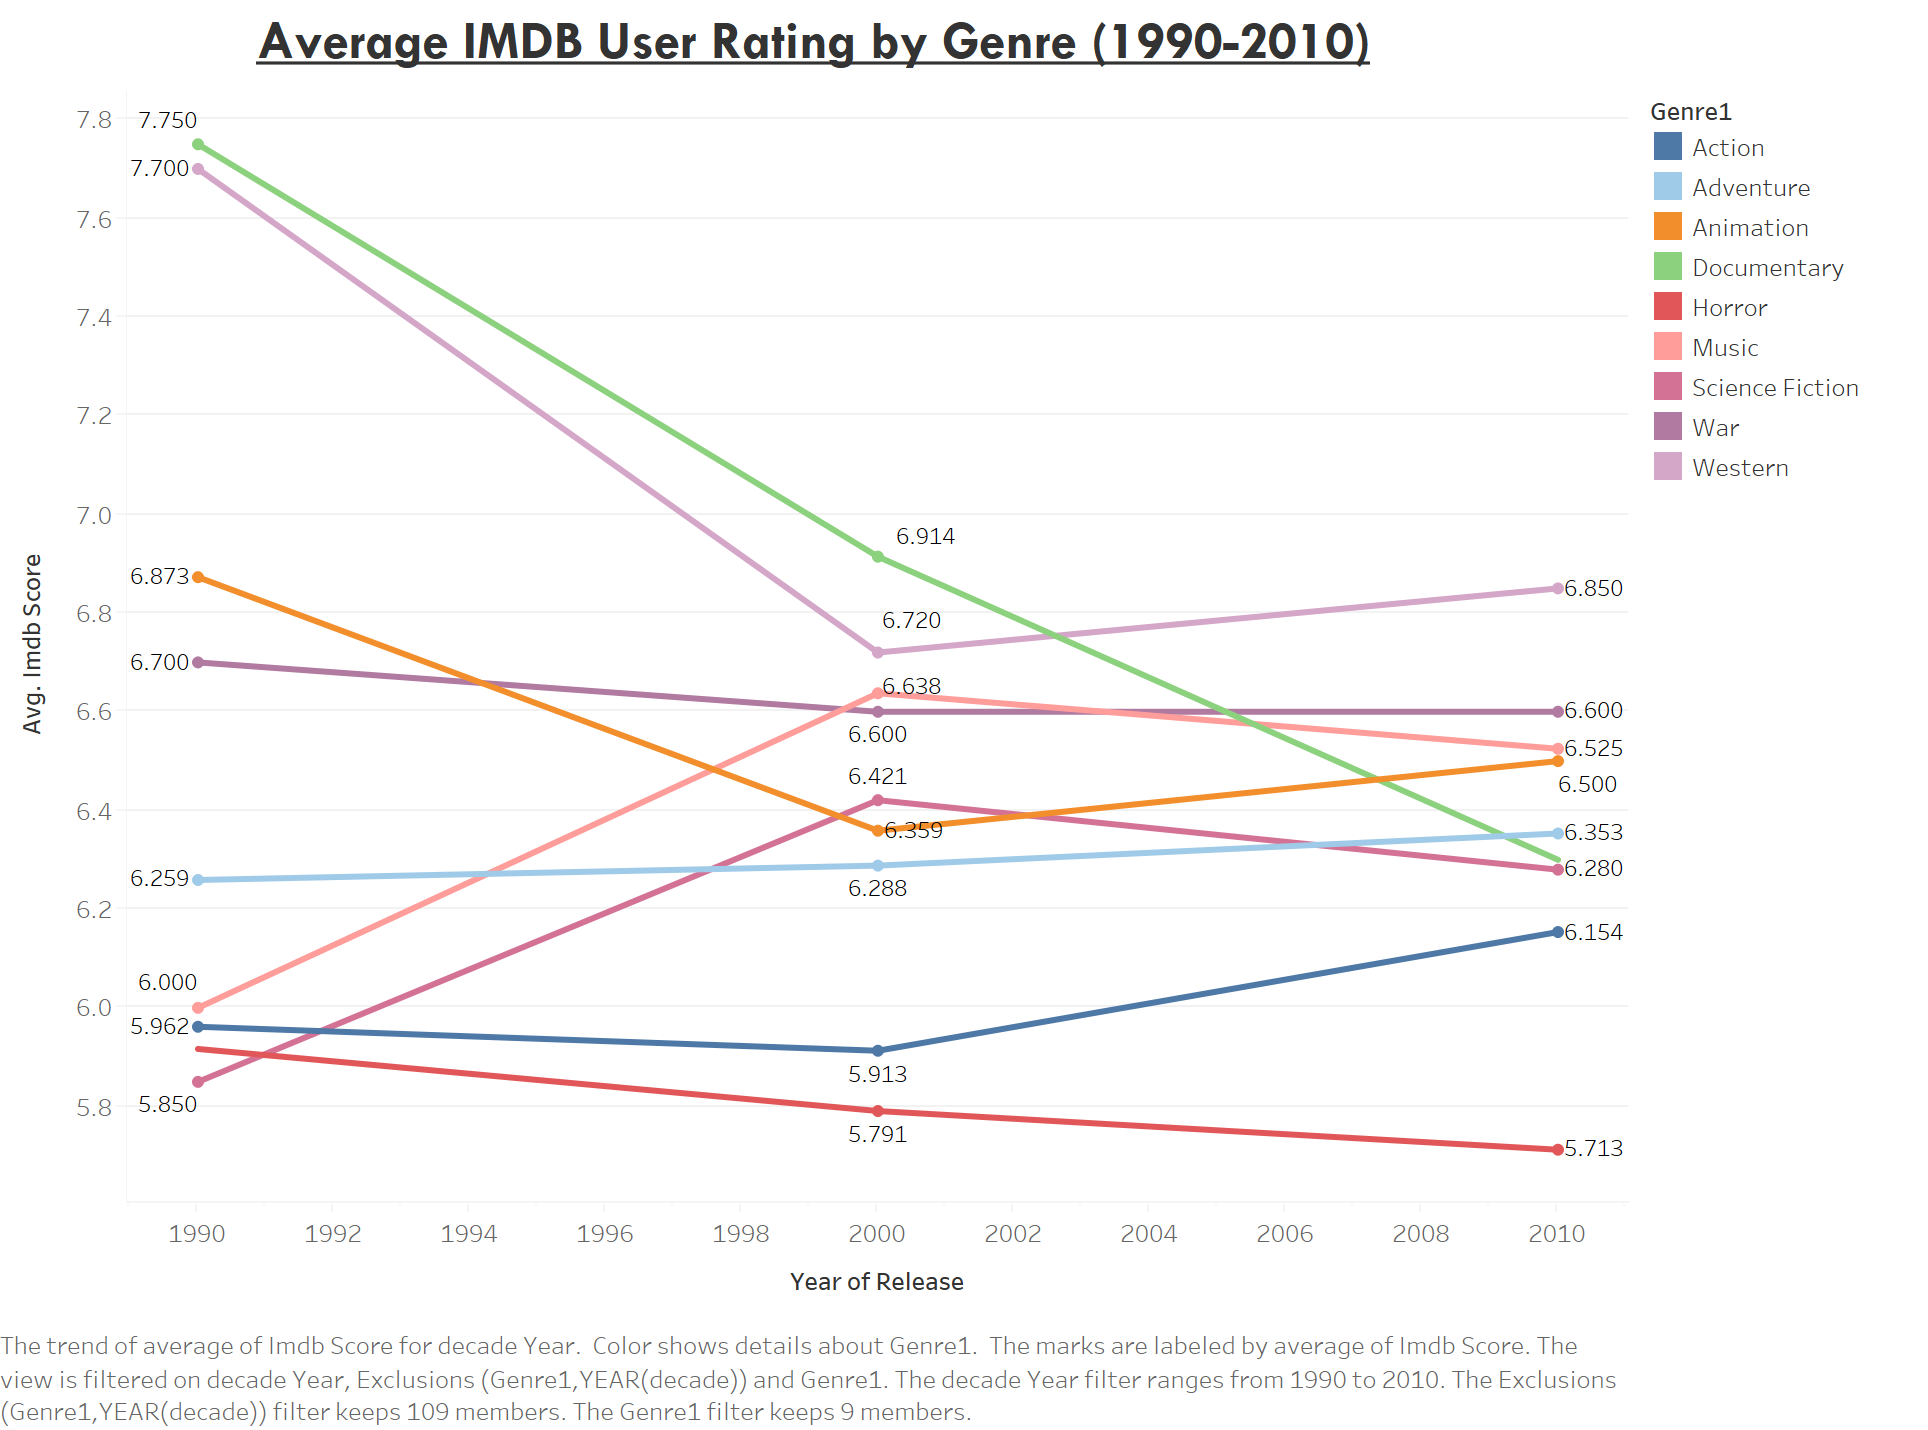 Average IMDB User Rating by Genre (1990-2010)
Genre1
Action
Adventure
Animation
Documentary
Horror
Music
Science Fiction
War
Western
Avg. Imdb Score
7.8
7.6
7.4
7.2
7.0
6.8
6.6
6.4
6.2
6.0
5.8
7.750
7.700
6.873
6.700
6.259
6.000
5.962
5.850
6.914
6.720
6.638
6.600
6.421
6.359
6.288
5.913
5.791
6.850
6.600
6.525
6.500
6.353
6.280
6.154
5.713
1990 1992 1994 1996 1998 2000 2002 2004 2006 2008 2010
Year of Release
The trend of average of Imdb Score for decade Year.  Color shows details about Genre1.  The marks are labeled by average of Imdb Score. The
view is filtered on decade Year, Exclusions (Genre1,YEAR(decade)) and Genre1. The decade Year filter ranges from 1990 to 2010. The Exclusions
(Genre1,YEAR(decade)) filter keeps 109 members. The Genre1 filter keeps 9 members.